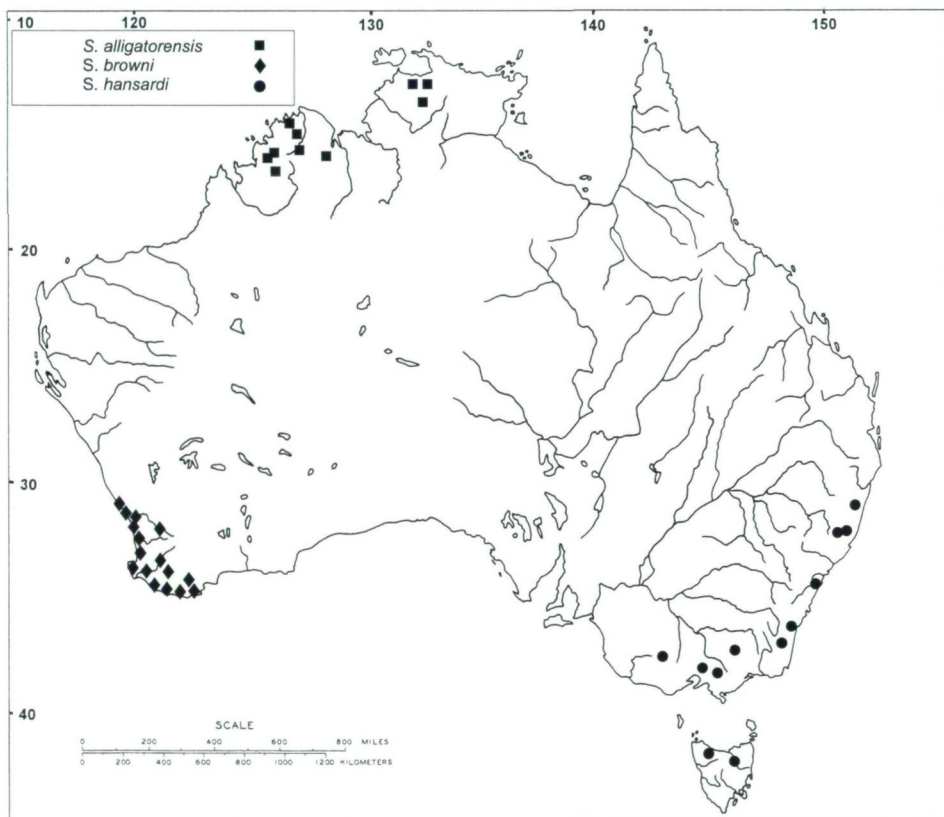 10 120 130 140 150
S. alligatorensis
S. browni
S. hansardi
20
30
40
SCALE
0 200 400 600 800 MILES
0 200 400 600 800 1000 1200 KILOMETERS